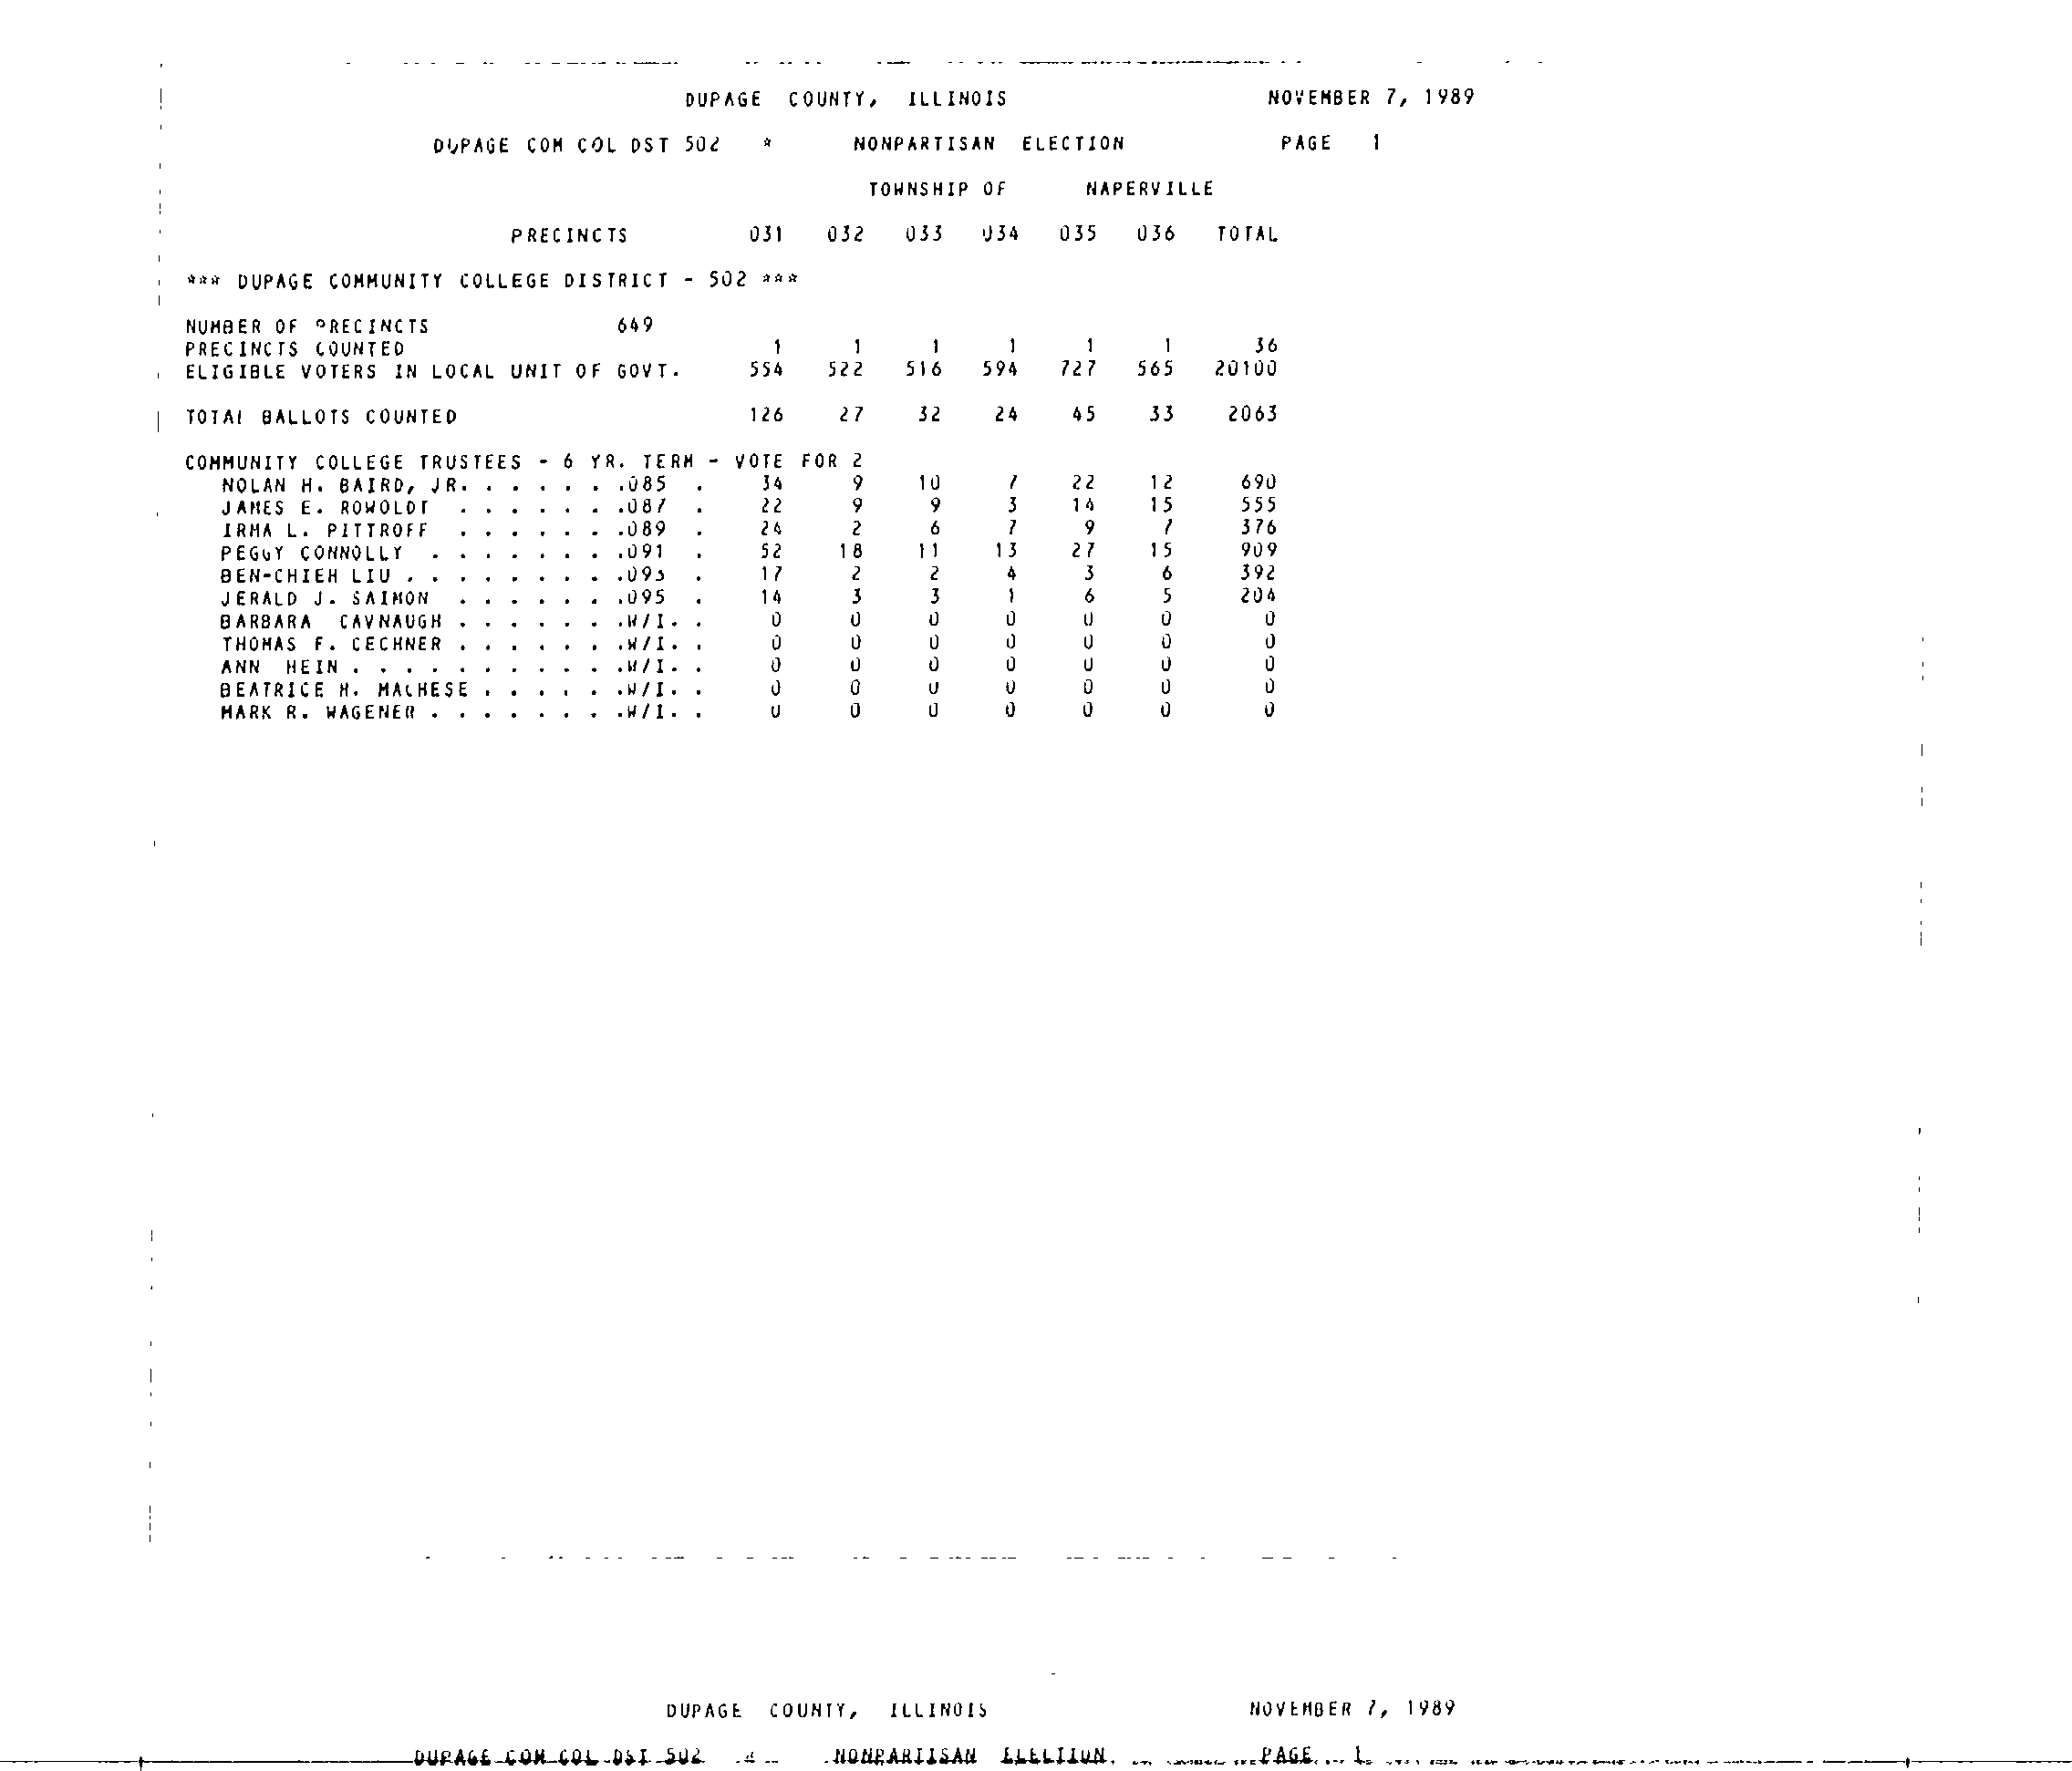 DUPAGE COUNTY, ILLINOIS NOVEMBER 7, 1989
DUPAGE COM COL DST 502 * NONPARTISAN ELECTION PAGE 1
TOWNSHIP OF NAPERVILLE
PRECINCTS 031 032 033 034 035 036 TOTAL
*** DUPAGE COMMUNITY COLLEGE DISTRICT - 502 ***
NUMBER OF PRECINCTS 649
PRECINCTS COUNTED 1 1 1 1 1 1 36
ELIGIBLE VOTERS IN LOCAL UNIT OF GOVT. 554 522 516 594 727 565 20100
TOTAL BALLOTS COUNTED 126 27 32 24 45 33 2063
COMMUNITY COLLEGE TRUSTEES - 6 YR. TERM - VOTE FOR 2
NOLAN H. BAIRD, JR. . . . . . .085 . 34 9 10 7 22 12 690
JAMES E. ROWOLDT . . . . . . .087 . 22 9 9 3 14 15 555
IRMA L. PITTROFF . . . . . . .089 . 24 2 6 7 9 7 376
PEGGY CONNOLLY . . . . . . . .091 . 52 18 11 13 27 15 909
BEN-CHIEH LIU . . . . . . . . .093 . 17 2 2 4 3 6 392
JERALD J. SAIMON . . . . . . .095 . 14 3 3 1 6 5 204
BARBARA CAVNAUGH . . . . . . .W/I. . 0 0 0 0 0 0 0
THOMAS F. CECHNER . . . . . . .W/I. . 0 0 0 0 0 0 0
ANN HEIN . . . . . . . . . . .W/I. . 0 0 0 0 0 0 0
BEATRICE H. MACHESE . . . . . .W/I. . 0 0 0 0 0 0 0
MARK R. WAGENER . . . . . . . .W/I. . 0 0 0 0 0 0 0
DUPAGE COUNTY, ILLINOIS NOVEMBER 7, 1989
DUPAGE COM COL DST 502 * NONPARTISAN ELECTION PAGE 1